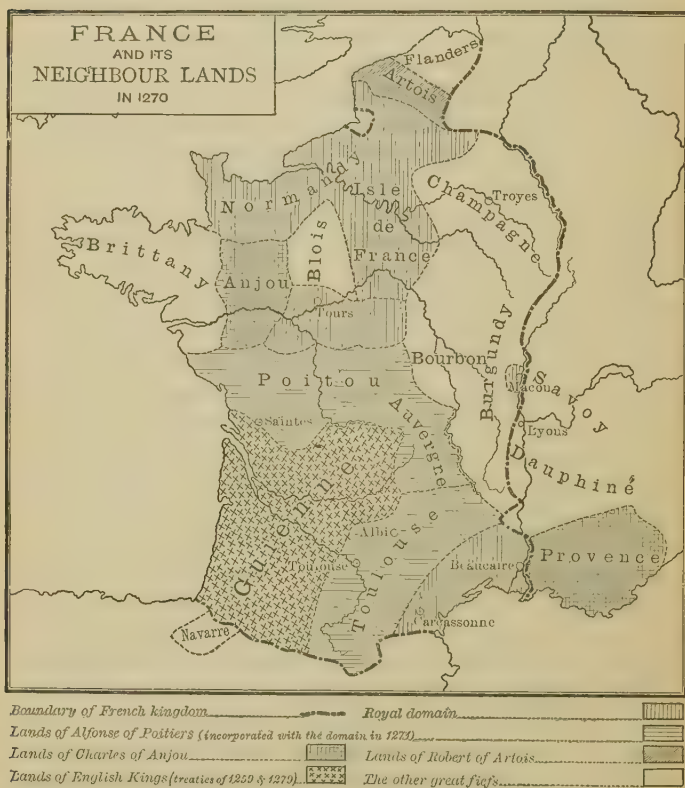 FRANCE
AND ITS
NEIGHBOUR LANDS
IN 1270
Flanders
Artois
Normandy
Isle
de
France
Champagne
Troyes
Brittany
Anjou
Blois
Tours
Bourbon
Burgundy
Poitou
Macou
Savoy
Saintes
Auvergne
Lyous
Dauphiné
Guienne
Albic
Toulouse
Toulouse
Beaucaire
Provence
Carcassonne
Navarre
Boundary of French kingdom
Royal domain
Lands of Alfonse of Poitiers (incorporated with the domain in 1271)
Lands of Charles of Anjou
Lands of Robert of Artois
Lands of English Kings (treaties of 1259 & 1279)
The other great fiefs